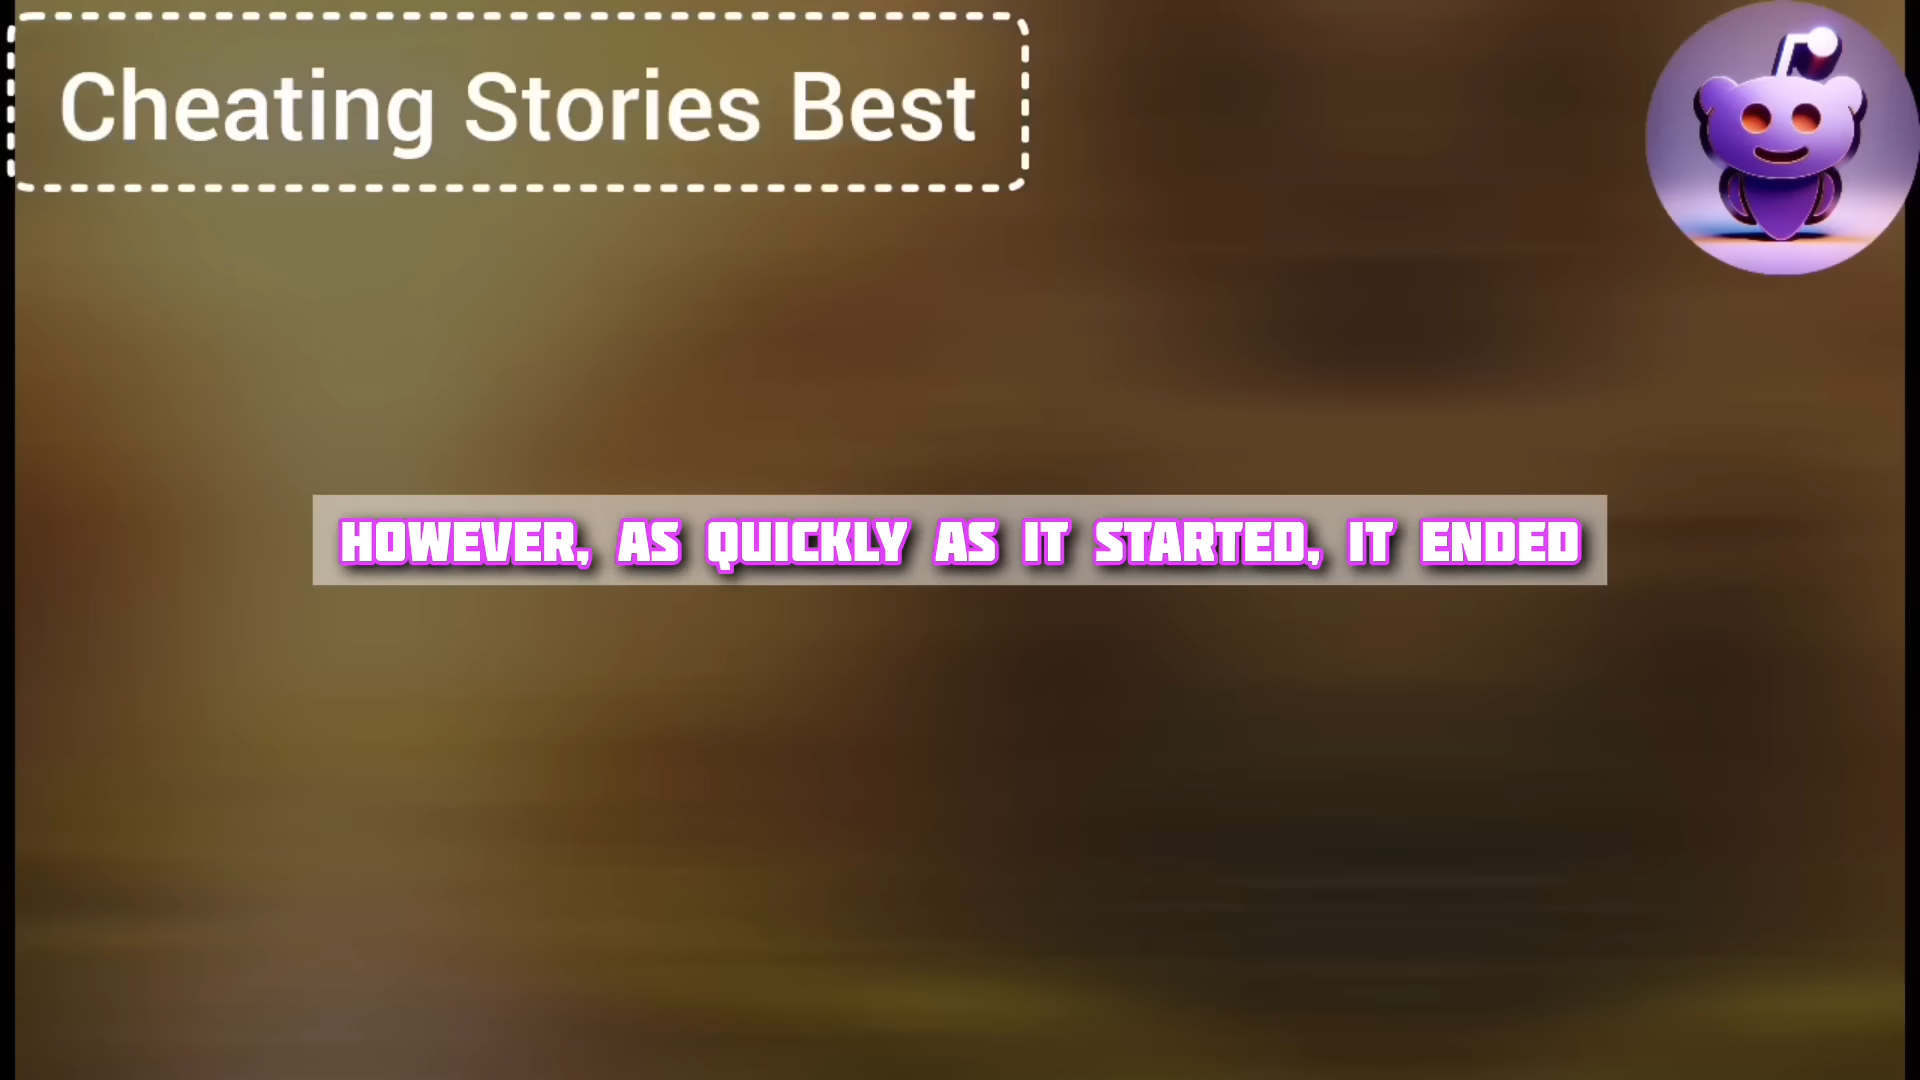 Cheating Stories Best
HOWEVER, AS QUICKLY AS IT STARTED, IT ENDED